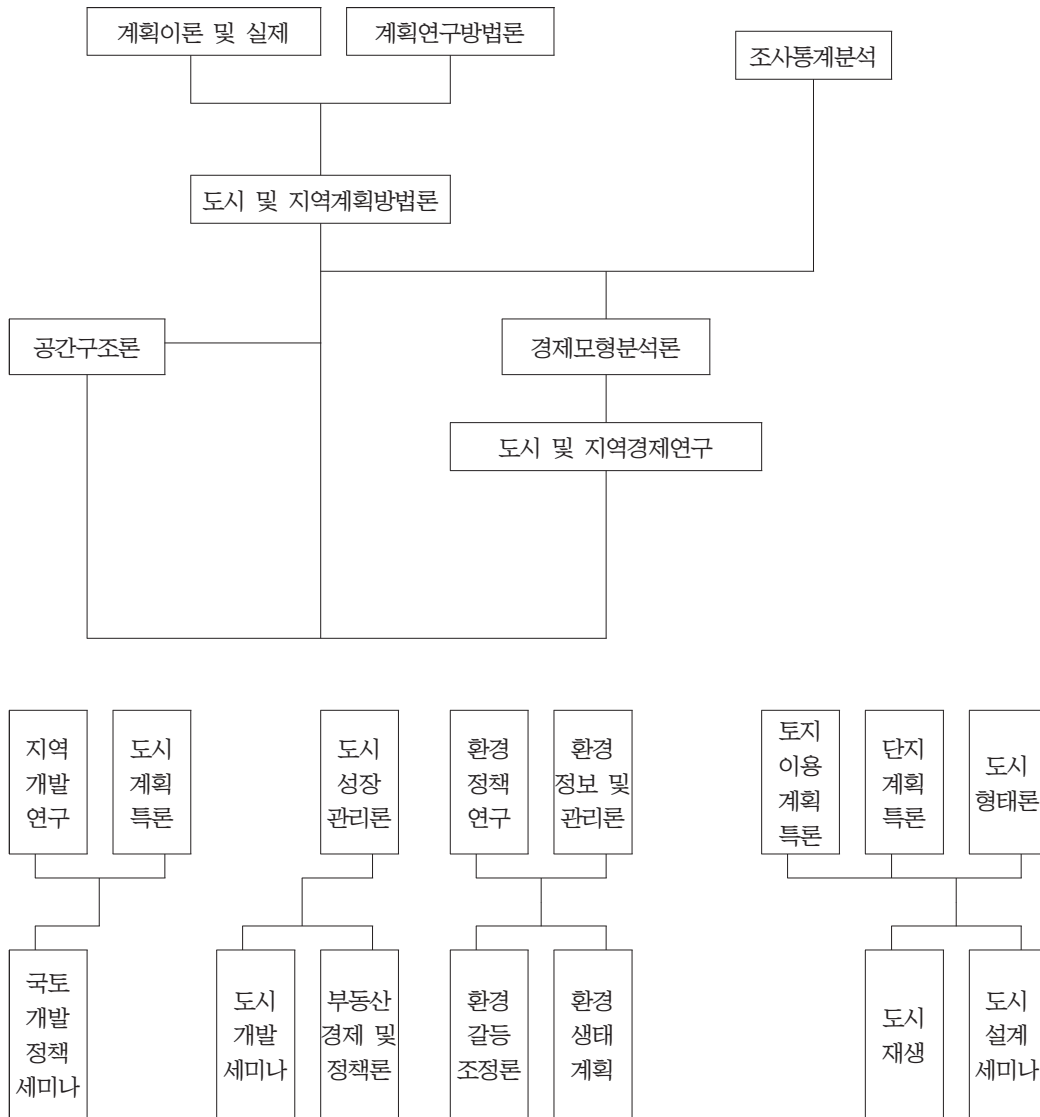 계획이론 및 실제
계획연구방법론
조사통계분석
도시 및 지역계획방법론
공간구조론
경제모형분석론
도시 및 지역경제연구
지역
개발
연구
도시
계획
특론
도시
성장
관리론
환경
정책
연구
환경
정보 및
관리론
토지
이용
계획
특론
단지
계획
특론
도시
형태론
국토
개발
정책
세미나
도시
개발
세미나
부동산
경제 및
정책론
환경
갈등
조정론
환경
생태
계획
도시
재생
도시
설계
세미나